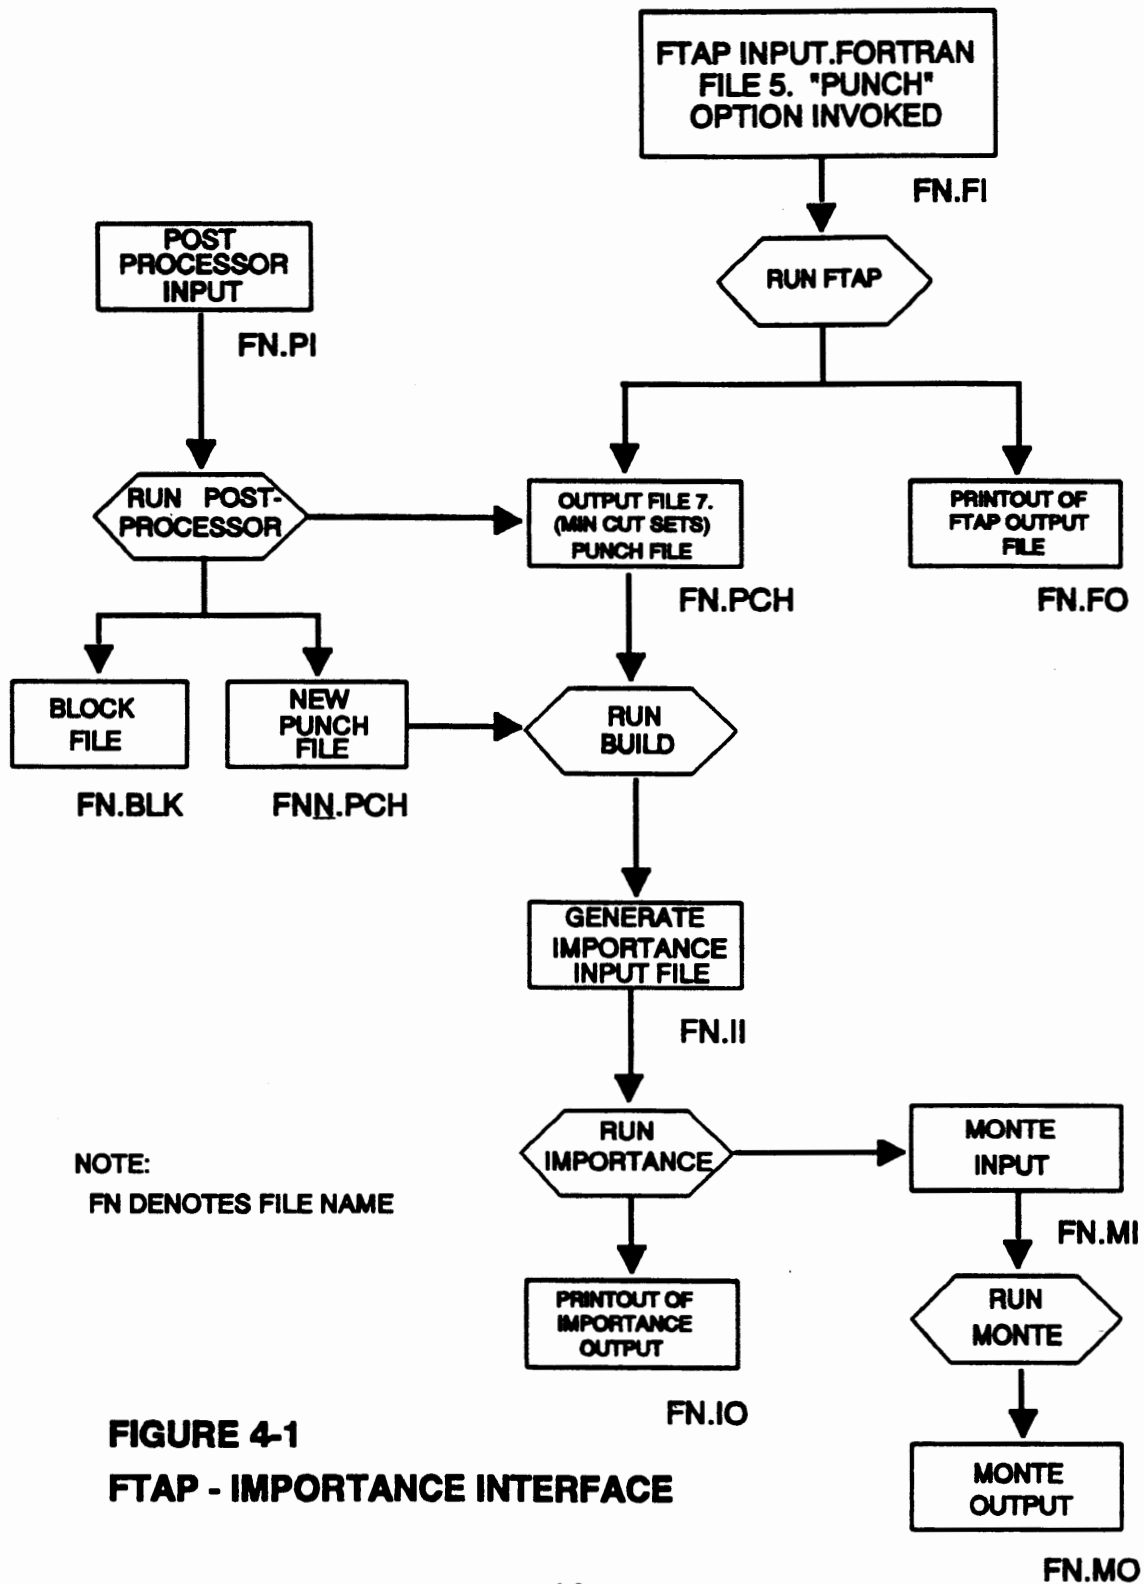 FTAP INPUT.FORTRAN
FILE 5. "PUNCH"
OPTION INVOKED
FN.FI
RUN FTAP
POST
PROCESSOR
INPUT
FN.PI
RUN POST-
PROCESSOR
OUTPUT FILE 7.
(MIN CUT SETS)
PUNCH FILE
FN.PCH
PRINTOUT OF
FTAP OUTPUT
FILE
FN.FO
BLOCK
FILE
FN.BLK
NEW
PUNCH
FILE
FNN.PCH
RUN
BUILD
GENERATE
IMPORTANCE
INPUT FILE
FN.II
RUN
IMPORTANCE
MONTE
INPUT
FN.MI
NOTE:
FN DENOTES FILE NAME
PRINTOUT OF
IMPORTANCE
OUTPUT
FN.IO
RUN
MONTE
MONTE
OUTPUT
FN.MO
FIGURE 4-1
FTAP - IMPORTANCE INTERFACE